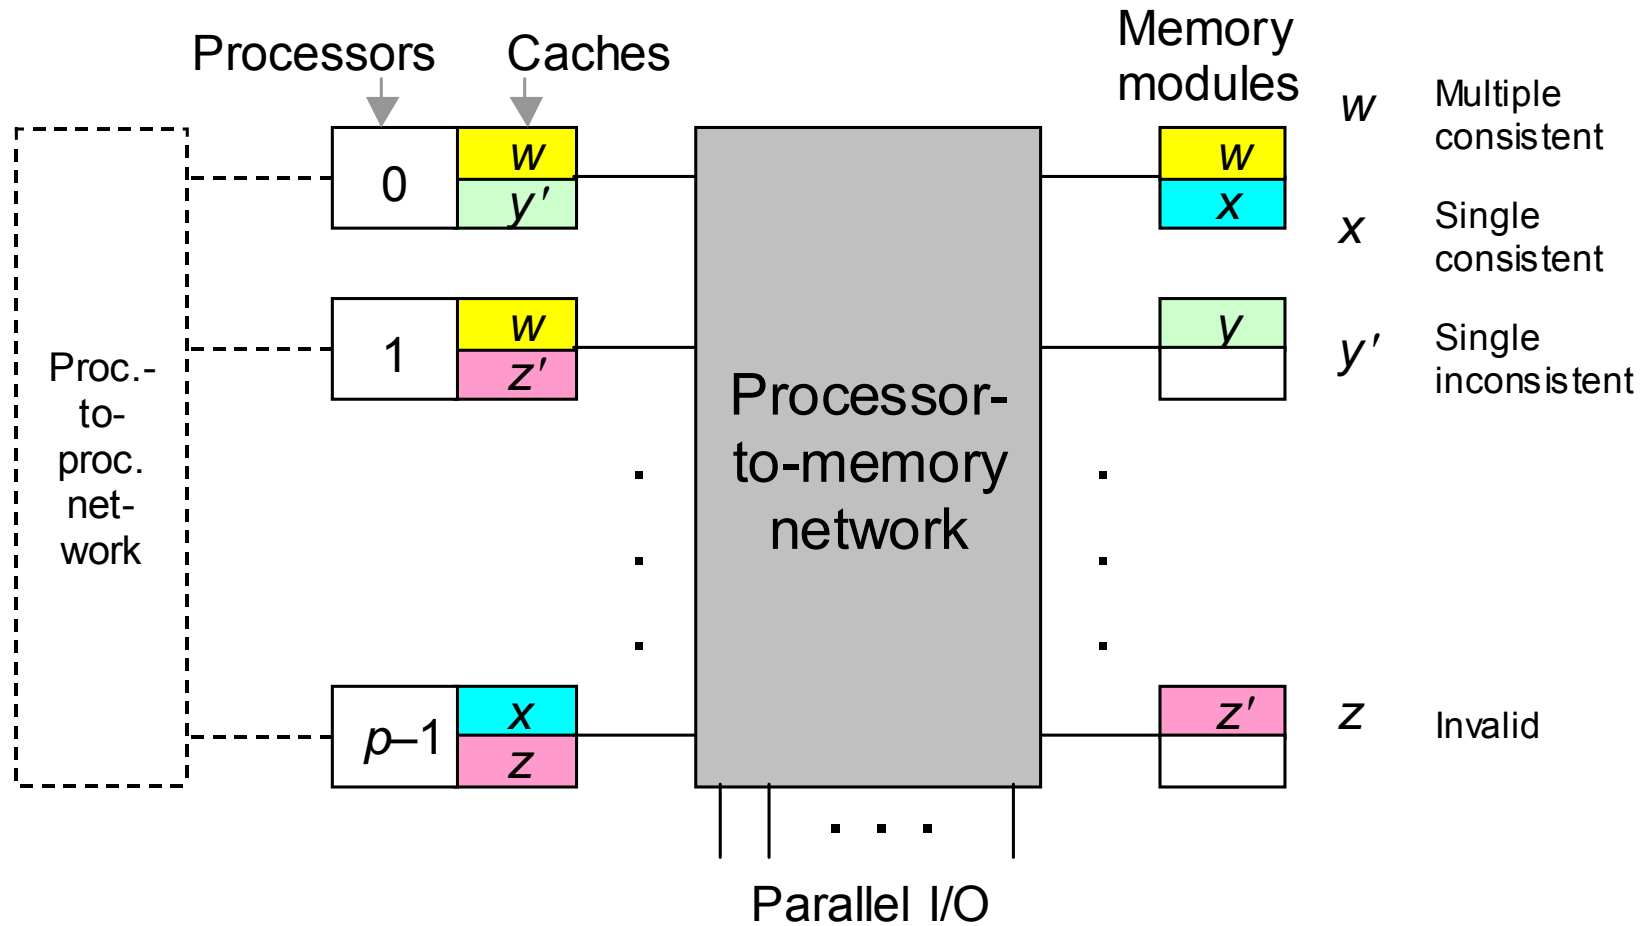 Processors
Caches
Memory
modules
Proc.-
to-
proc.
net-
work
0
w
y′
1
w
z′
p–1
x
z
Processor-
to-memory
network
. . .
Parallel I/O
w
x
y
z′
w
Multiple
consistent
x
Single
consistent
y′
Single
inconsistent
z
Invalid